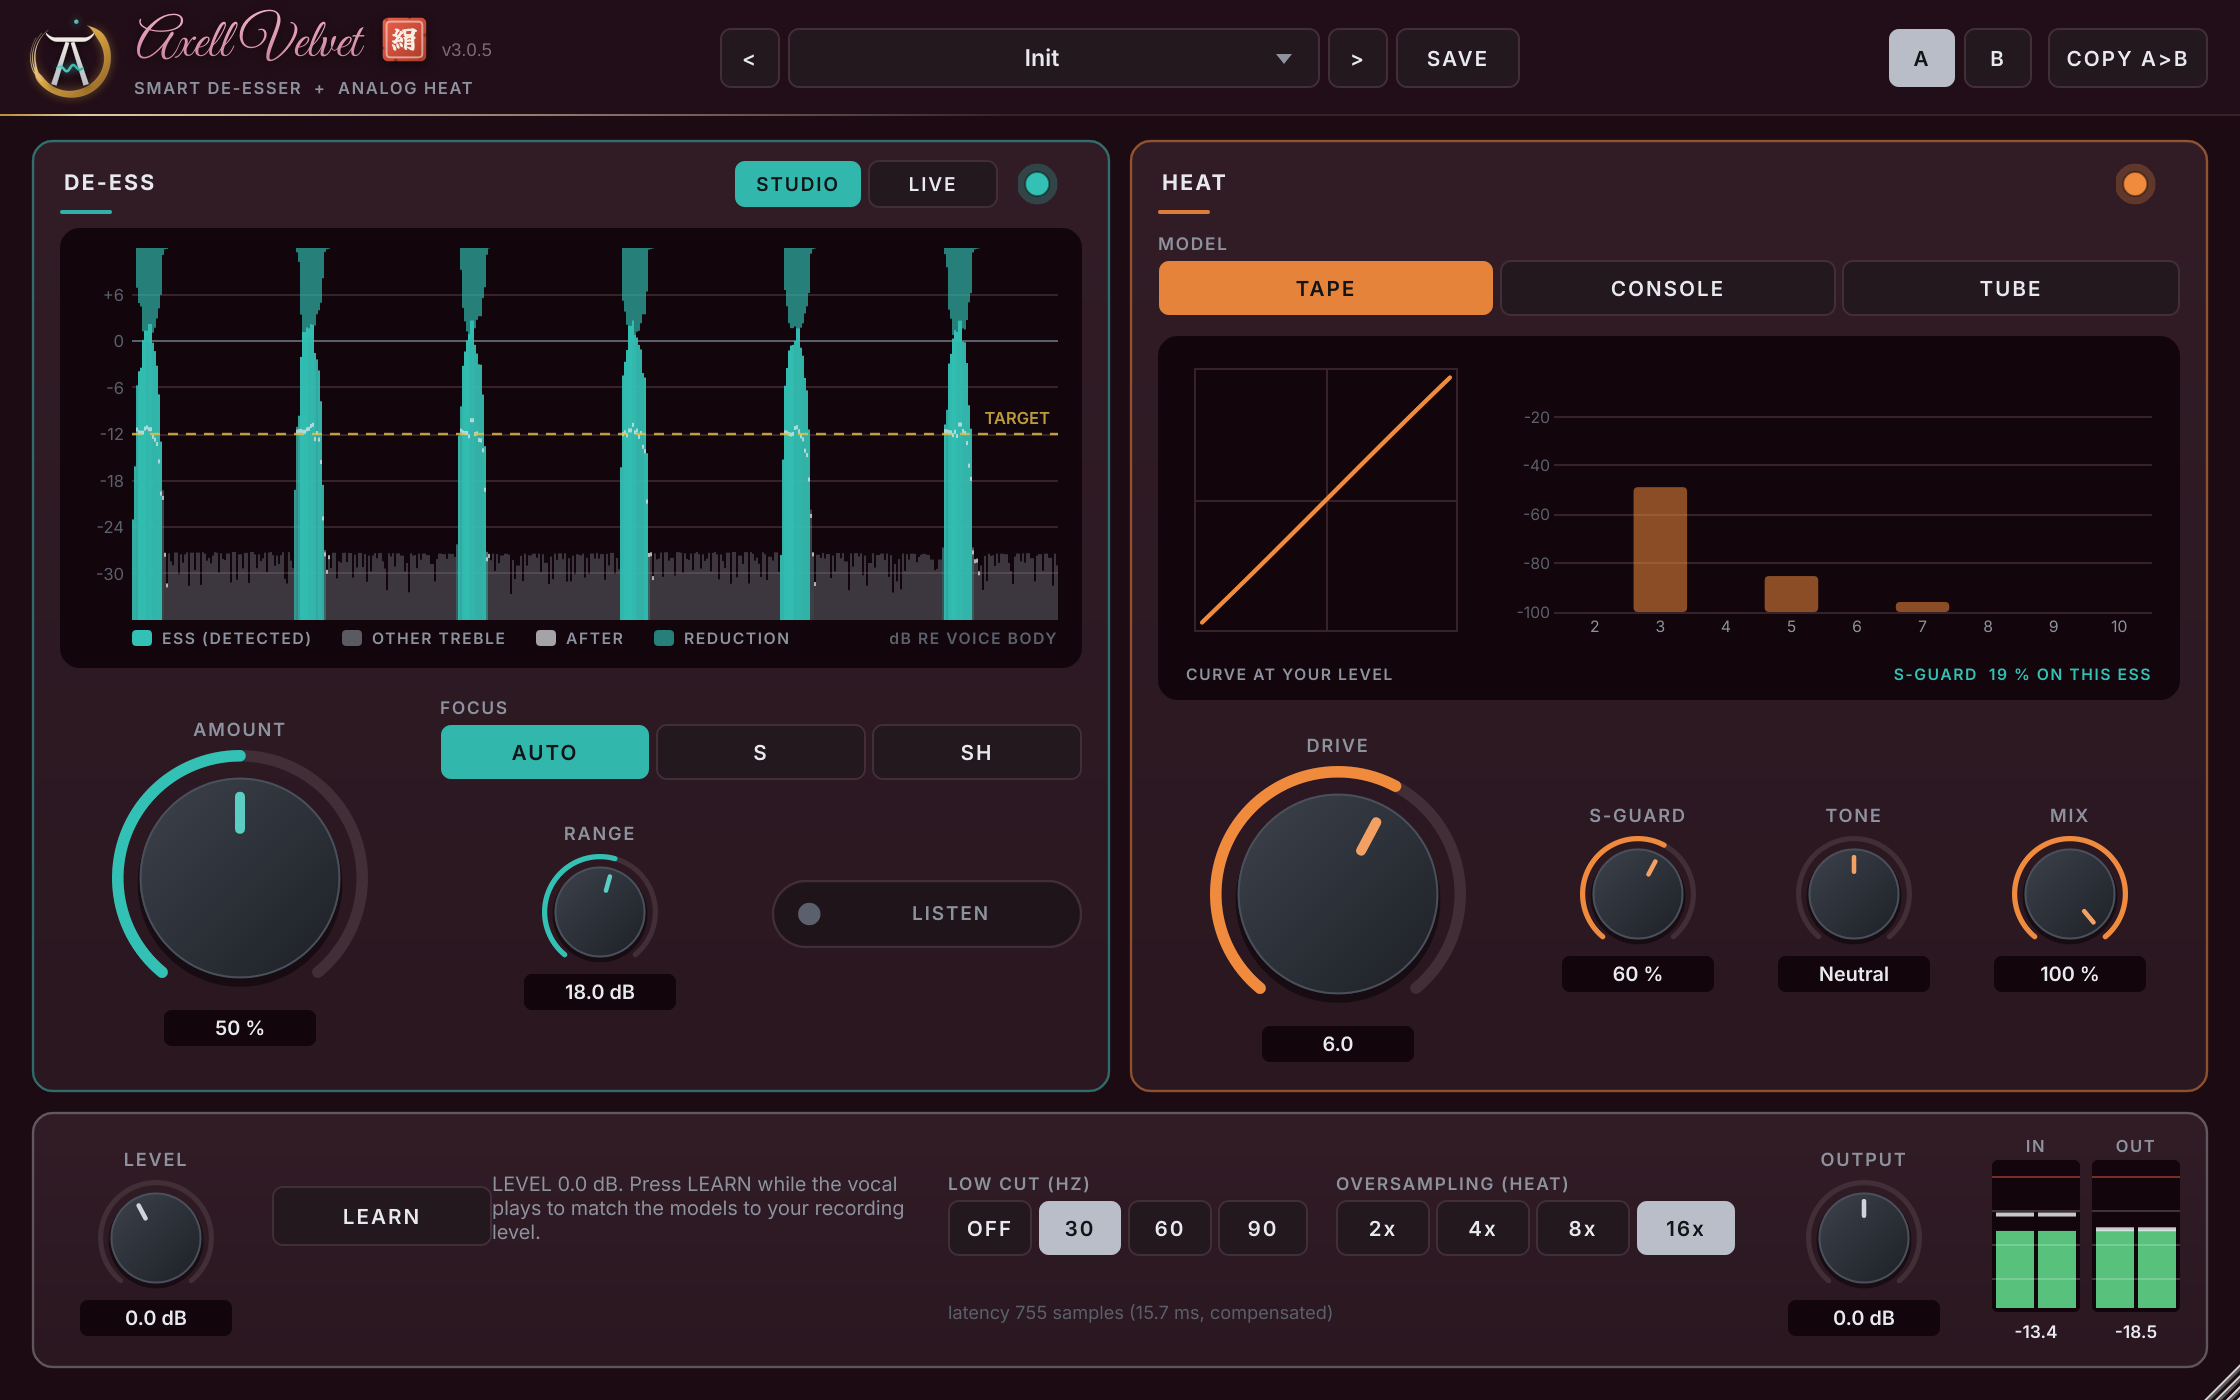 Axell Velvet 絹 v3.0.5
SMART DE-ESSER + ANALOG HEAT
< Init > SAVE
A B COPY A>B
DE-ESS
STUDIO LIVE
+6
0
-6
-12
-18
-24
-30
TARGET
ESS (DETECTED) OTHER TREBLE AFTER REDUCTION dB RE VOICE BODY
AMOUNT
50 %
FOCUS
AUTO S SH
RANGE
18.0 dB
LISTEN
HEAT
MODEL
TAPE CONSOLE TUBE
-20
-40
-60
-80
-100
2 3 4 5 6 7 8 9 10
CURVE AT YOUR LEVEL
S-GUARD 19 % ON THIS ESS
DRIVE
6.0
S-GUARD TONE MIX
60 % Neutral 100 %
LEVEL
0.0 dB
LEARN
LEVEL 0.0 dB. Press LEARN while the vocal
plays to match the models to your recording
level.
LOW CUT (HZ)
OFF 30 60 90
OVERSAMPLING (HEAT)
2x 4x 8x 16x
latency 755 samples (15.7 ms, compensated)
OUTPUT
0.0 dB
IN OUT
-13.4 -18.5